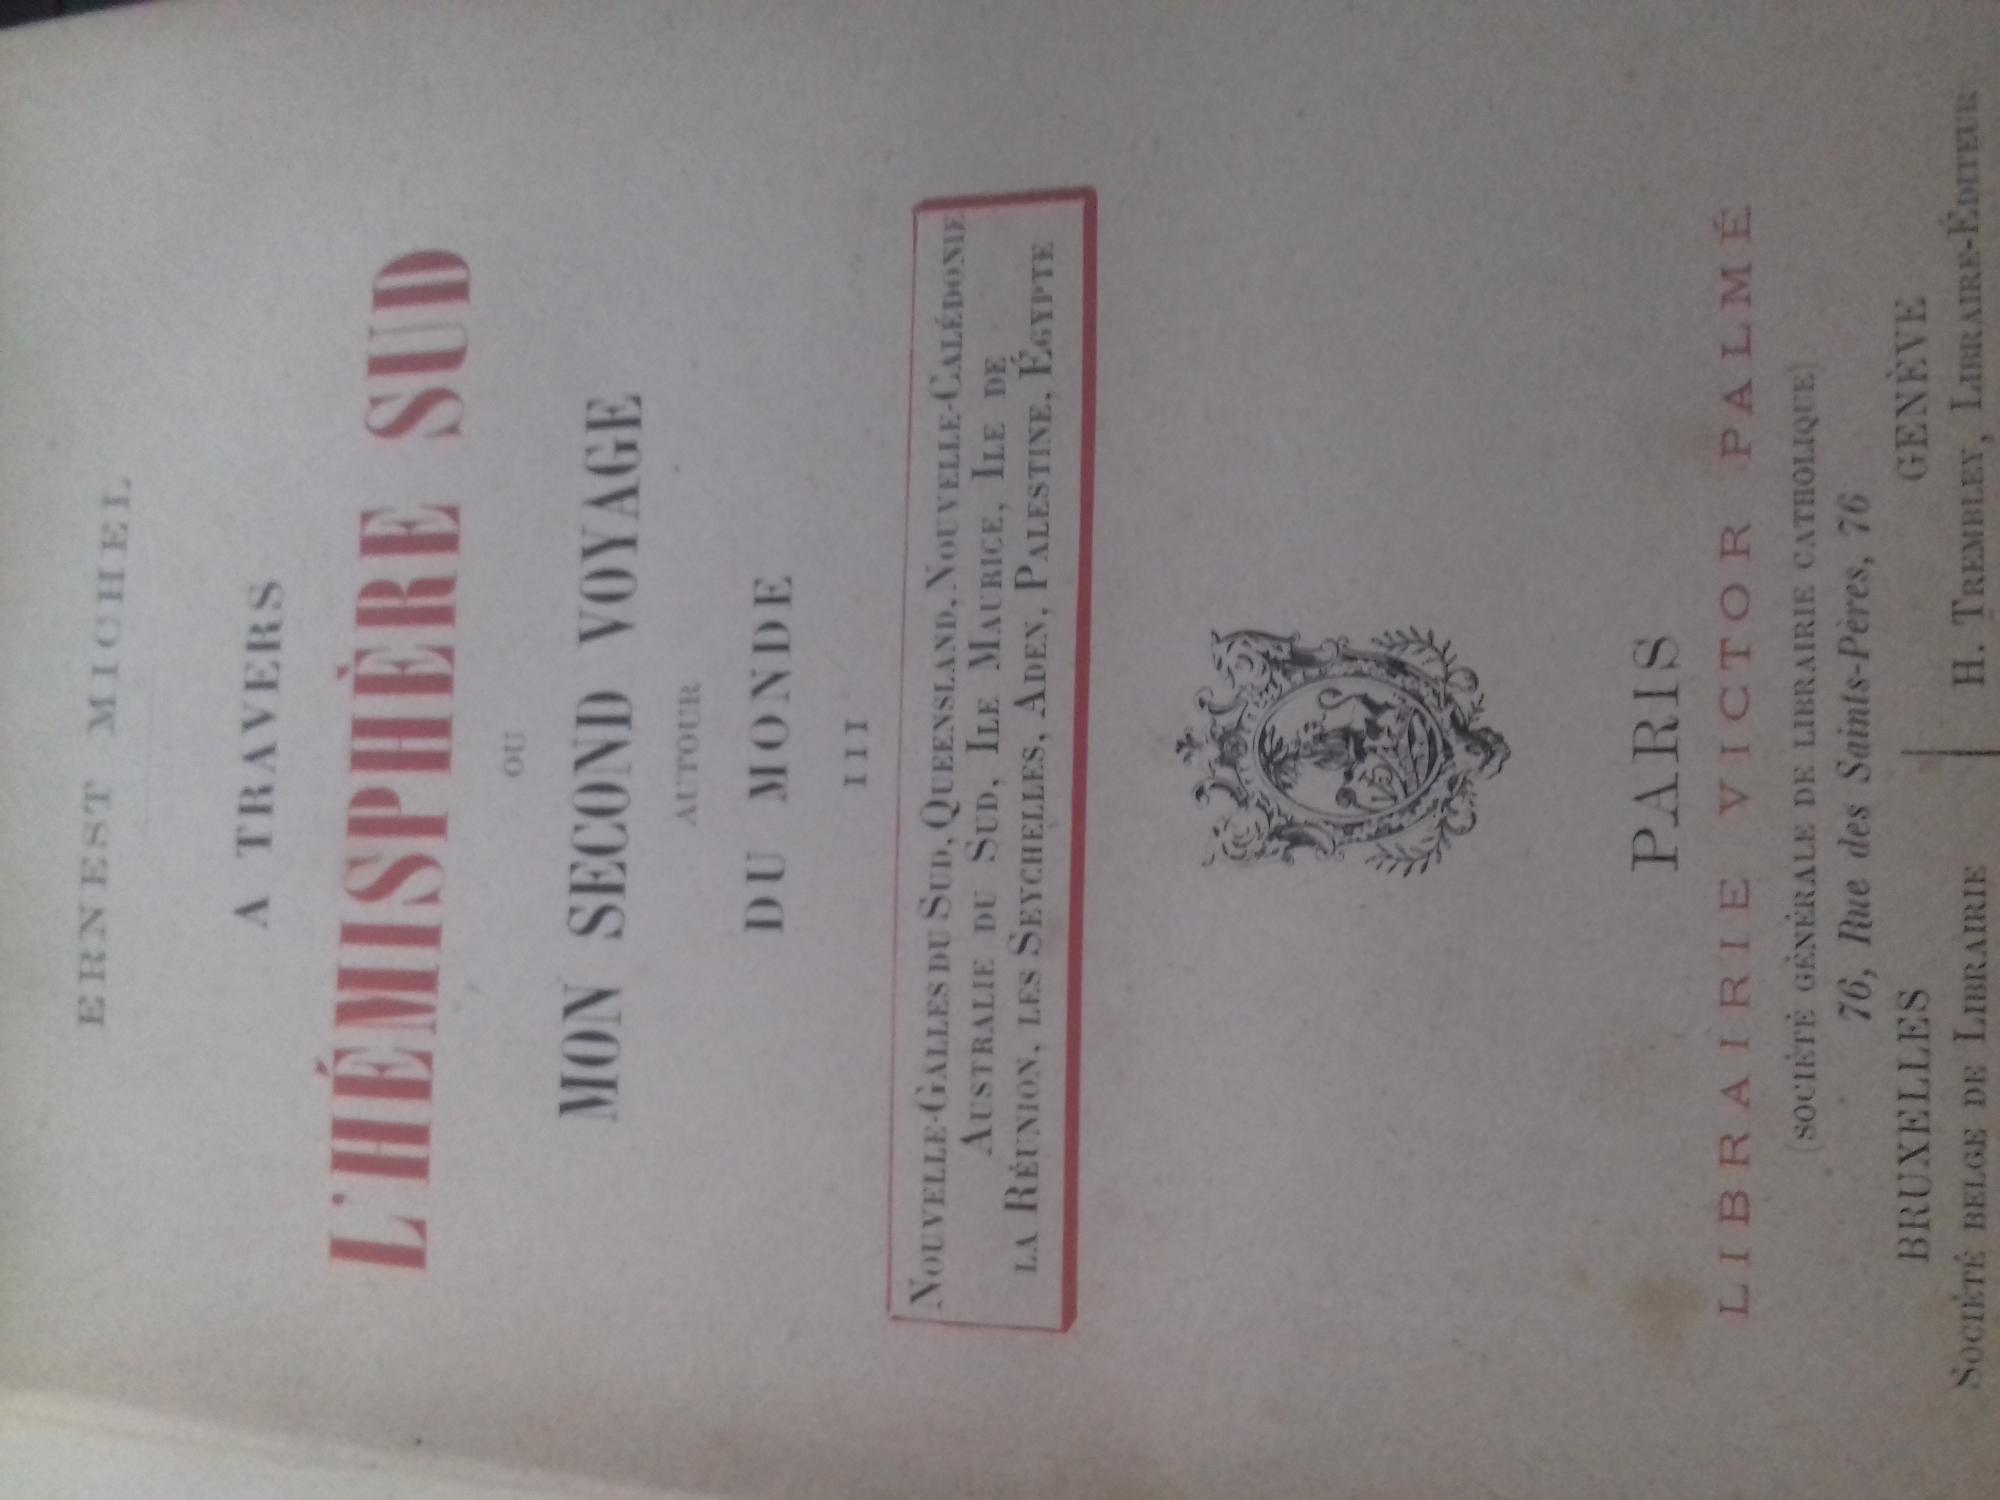 ERNEST MICHEL
A TRAVERS
L'HÉMISPHÈRE SUD
OU
MON SECOND VOYAGE
AUTOUR
DU MONDE
III
NOUVELLE-GALLES DU SUD, QUEENSLAND, NOUVELLE-CALÉDONIE
AUSTRALIE DU SUD, ILE MAURICE, ILE DE
LA RÉUNION, LES SEYCHELLES, ADEN, PALESTINE, ÉGYPTE
PARIS
LIBRAIRIE VICTOR PALMÉ
(SOCIÉTÉ GÉNÉRALE DE LIBRAIRIE CATHOLIQUE)
76, Rue des Saints-Pères, 76
BRUXELLES
SOCIÉTÉ BELGE DE LIBRAIRIE
GENÈVE
H. TREMBLEY, LIBRAIRE-ÉDITEUR